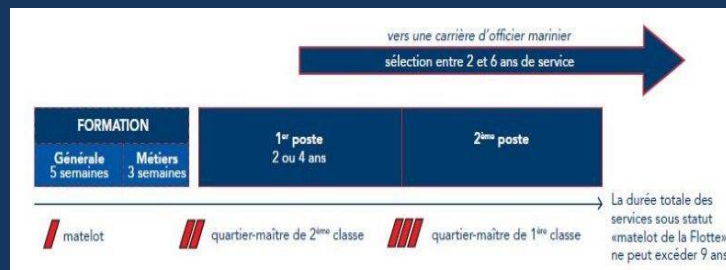 vers une carrière d'officier marinier
sélection entre 2 et 6 ans de service
FORMATION
Générale
5 semaines
Métiers
3 semaines
1er poste
2 ou 4 ans
2ème poste
matelot
quartier-maître de 2ème classe
quartier-maître de 1ère classe
La durée totale des
services sous statut
«matelot de la Flotte»
ne peut excéder 9 ans